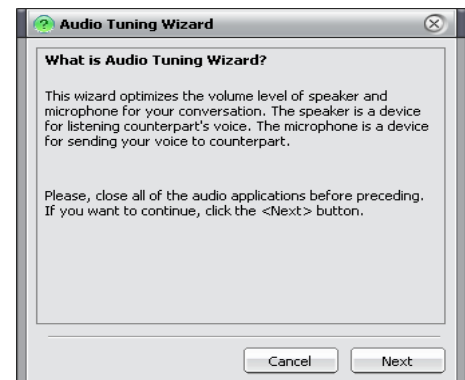 Audio Tuning Wizard
What is Audio Tuning Wizard?
This wizard optimizes the volume level of speaker and
microphone for your conversation. The speaker is a device
for listening counterpart's voice. The microphone is a device
for sending your voice to counterpart.
Please, close all of the audio applications before preceding.
If you want to continue, click the <Next> button.
Cancel Next